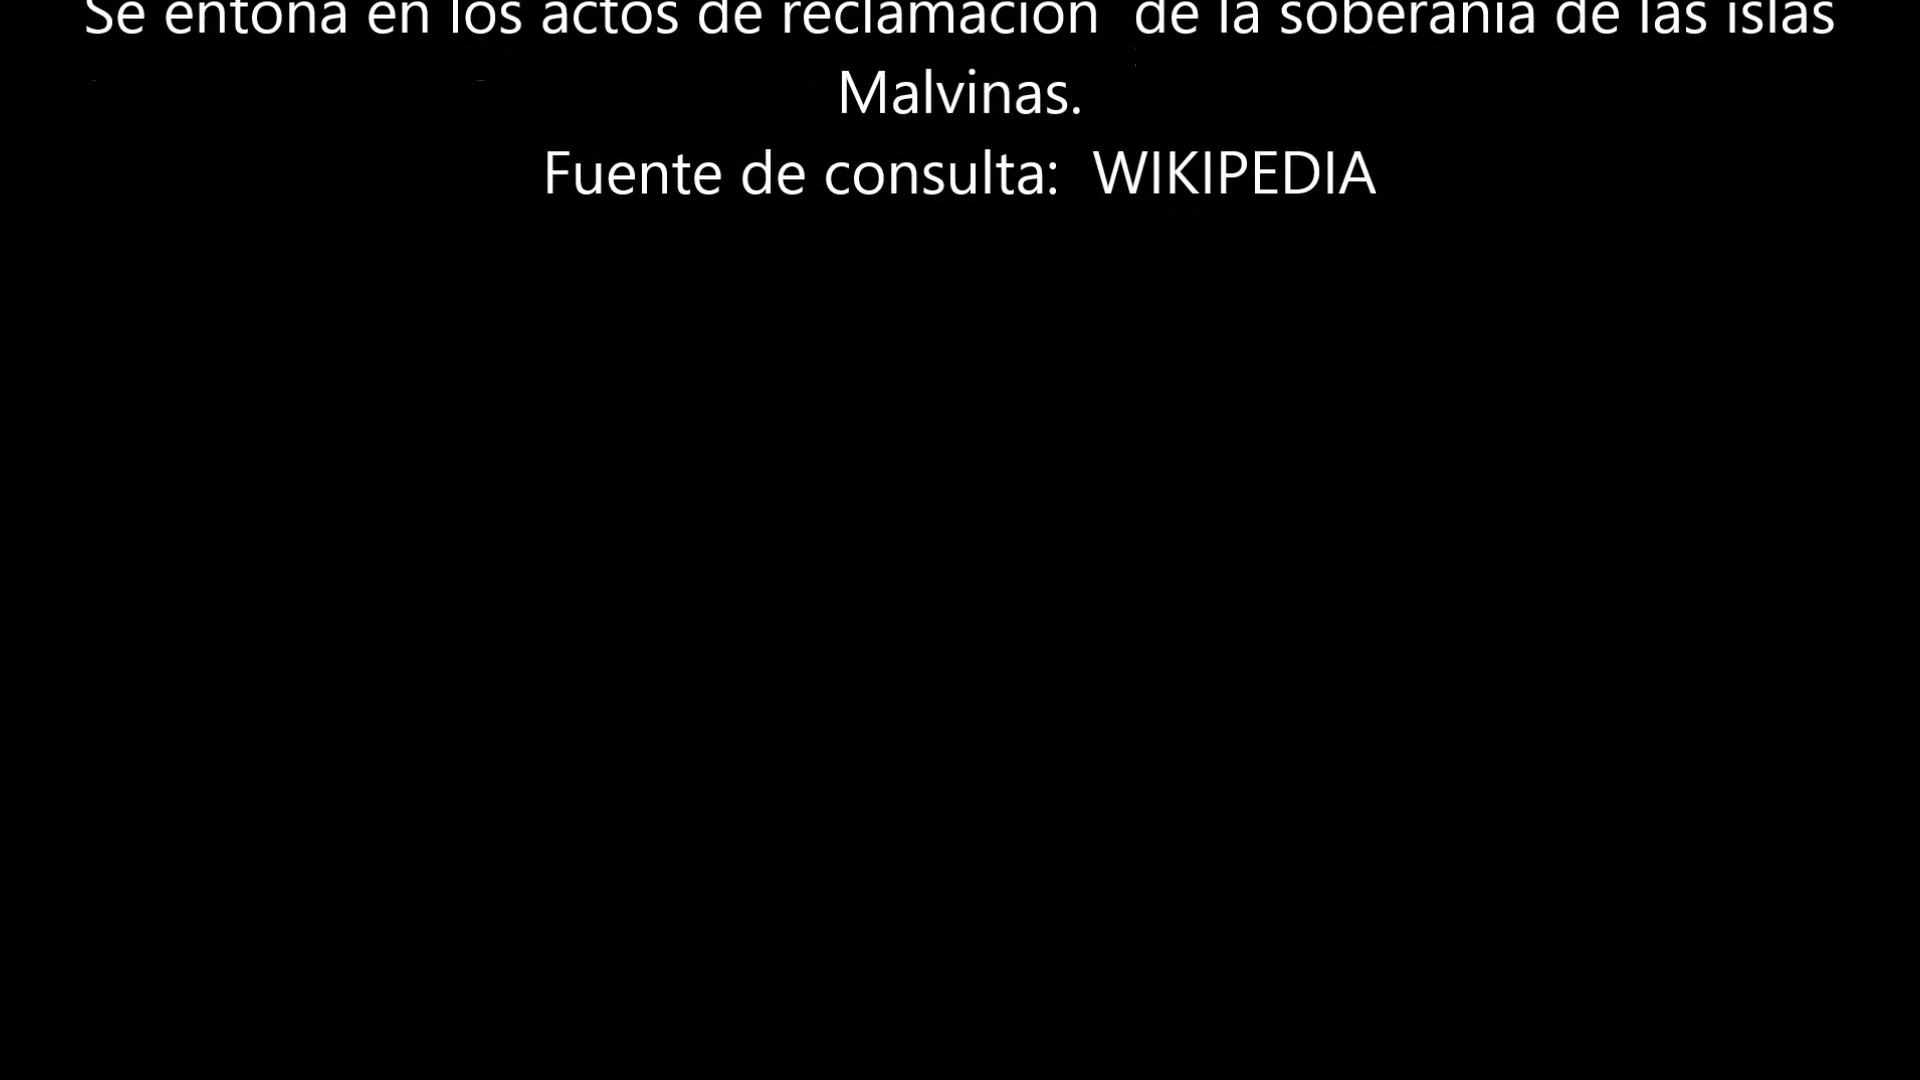 Se entona en los actos de reclamación de la soberanía de las islas
Malvinas.
Fuente de consulta: WIKIPEDIA